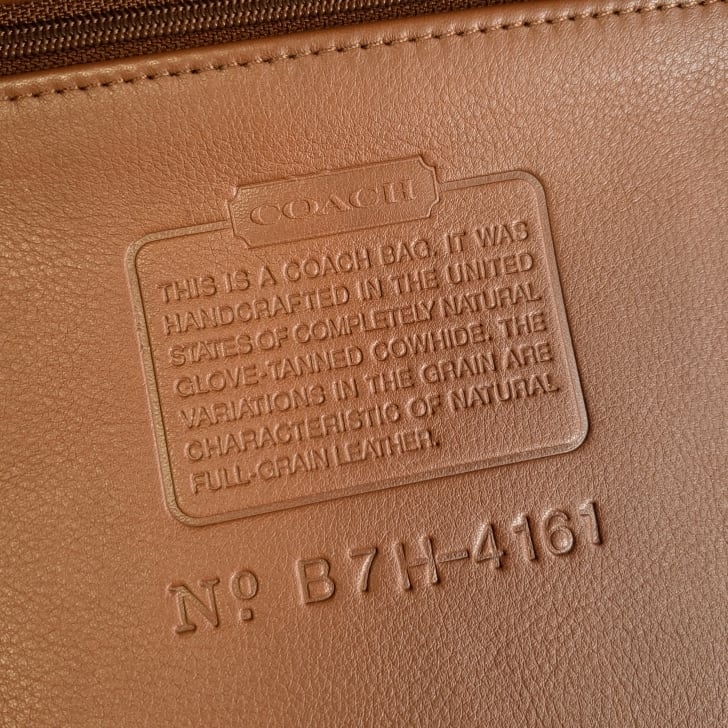 COACH
THIS IS A COACH BAG. IT WAS
HANDCRAFTED IN THE UNITED
STATES OF COMPLETELY NATURAL
GLOVE-TANNED COWHIDE. THE
VARIATIONS IN THE GRAIN ARE
CHARACTERISTIC OF NATURAL
FULL-GRAIN LEATHER.
Nº B7H-4161